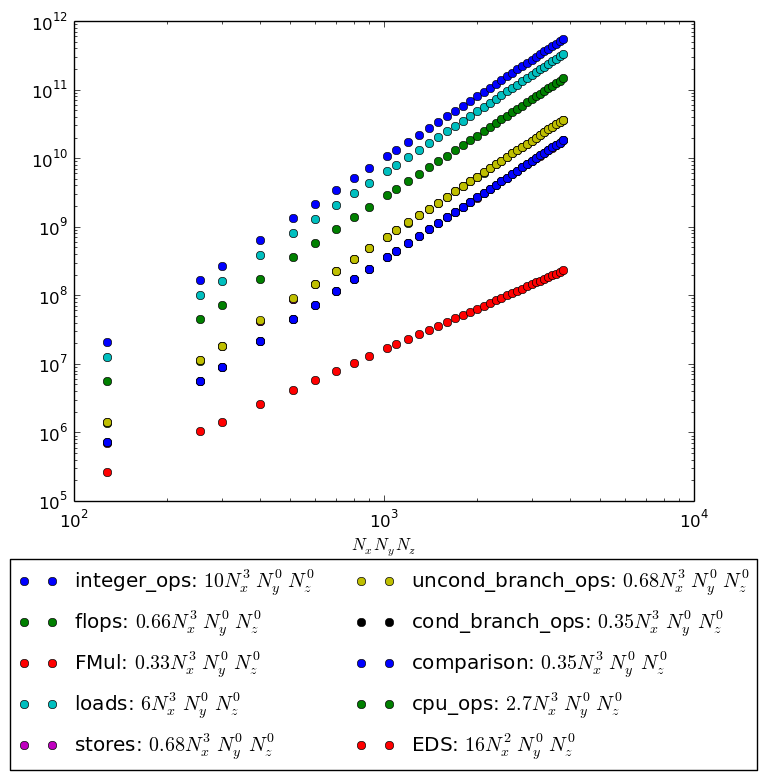 10^12
10^11
10^10
10^9
10^8
10^7
10^6
10^5
10^2 10^3 10^4
N_x N_y N_z
integer_ops: 10N_x^3 N_y^0 N_z^0
flops: 0.66N_x^3 N_y^0 N_z^0
FMul: 0.33N_x^3 N_y^0 N_z^0
loads: 6N_x^3 N_y^0 N_z^0
stores: 0.68N_x^3 N_y^0 N_z^0
uncond_branch_ops: 0.68N_x^3 N_y^0 N_z^0
cond_branch_ops: 0.35N_x^3 N_y^0 N_z^0
comparison: 0.35N_x^3 N_y^0 N_z^0
cpu_ops: 2.7N_x^3 N_y^0 N_z^0
EDS: 16N_x^2 N_y^0 N_z^0